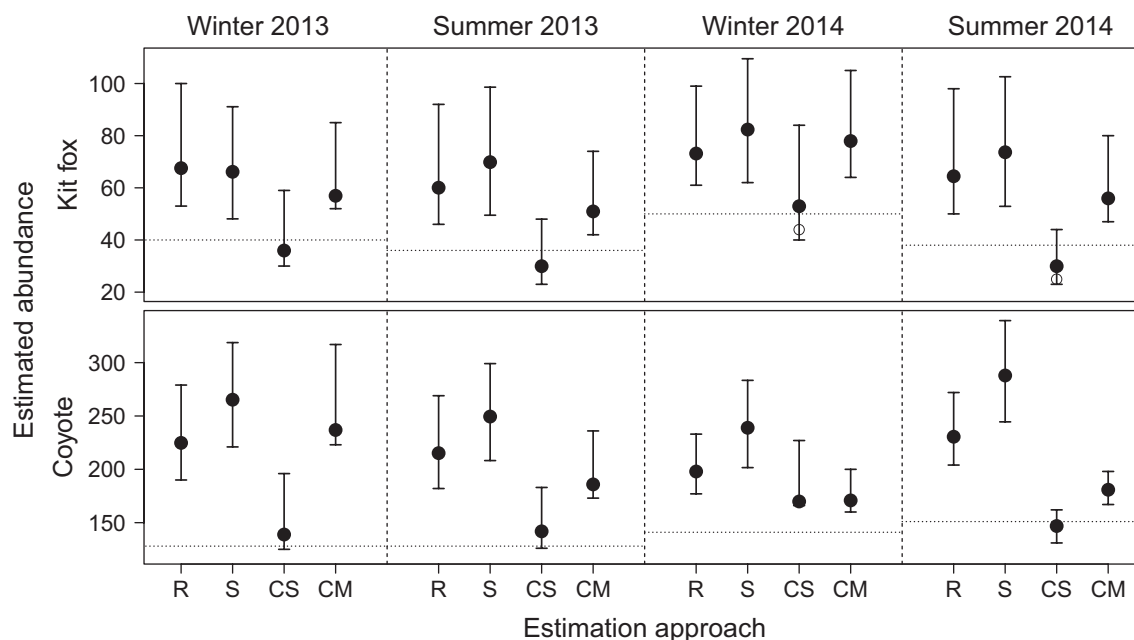 Winter 2013 Summer 2013 Winter 2014 Summer 2014
Estimated abundance
Kit fox
100
80
60
40
20
Coyote
300
250
200
150
R S CS CM R S CS CM R S CS CM R S CS CM
Estimation approach